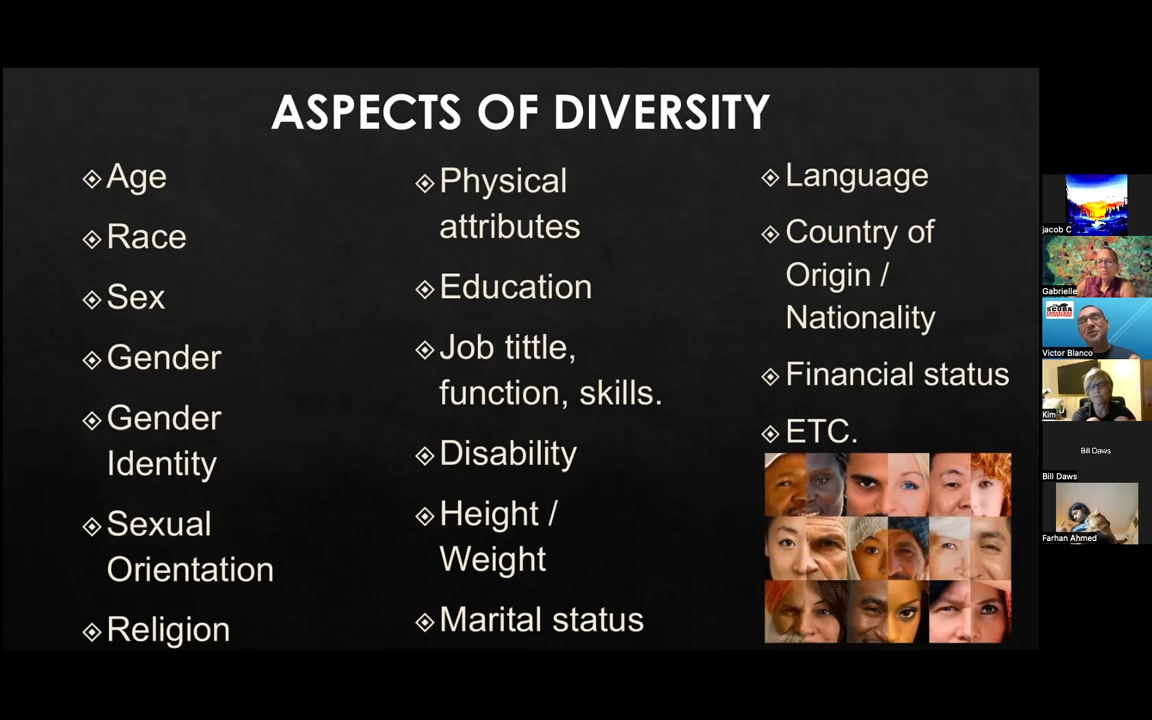 ASPECTS OF DIVERSITY
Age
Race
Sex
Gender
Gender
Identity
Sexual
Orientation
Religion
Physical
attributes
Education
Job tittle,
function, skills.
Disability
Height /
Weight
Marital status
Language
Country of
Origin /
Nationality
Financial status
ETC.
jacob C
Gabrielle
SCUBA
Victor Blanco
Kim
Bill Daws
Bill Daws
Farhan Ahmed